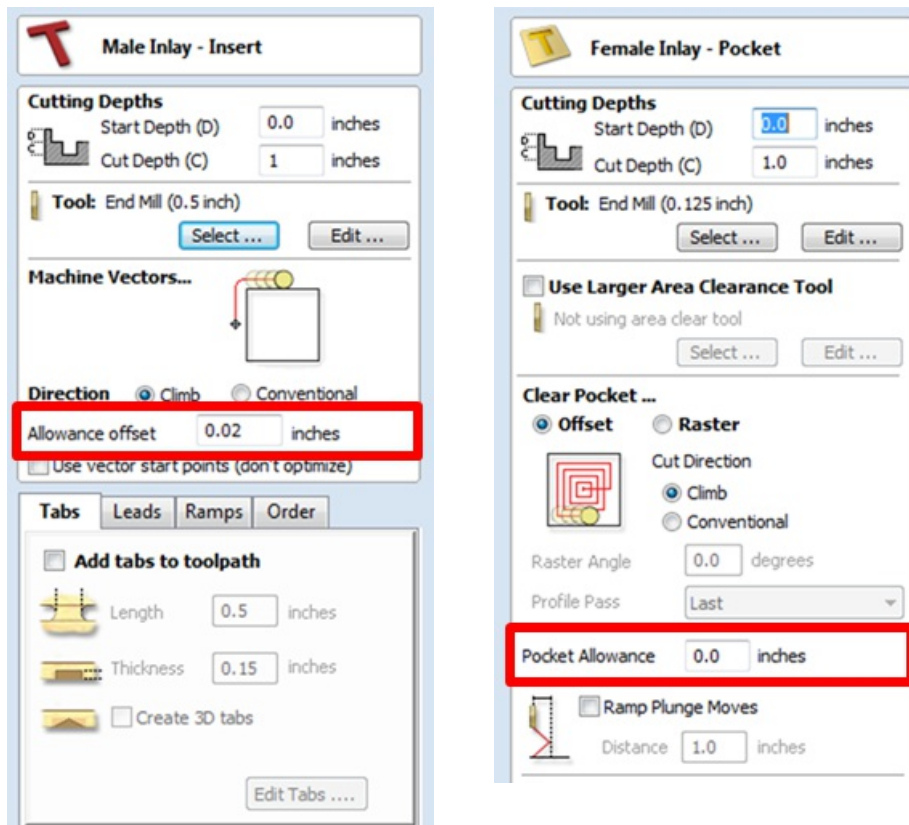 Male Inlay - Insert
Cutting Depths
Start Depth (D) 0.0 inches
Cut Depth (C) 1 inches
Tool: End Mill (0.5 inch)
Select ... Edit ...
Machine Vectors...
Direction Climb Conventional
Allowance offset 0.02 inches
Use vector start points (don't optimize)
Tabs Leads Ramps Order
Add tabs to toolpath
Length 0.5 inches
Thickness 0.15 inches
Create 3D tabs
Edit Tabs ....
Female Inlay - Pocket
Cutting Depths
Start Depth (D) 0.0 inches
Cut Depth (C) 1.0 inches
Tool: End Mill (0.125 inch)
Select ... Edit ...
Use Larger Area Clearance Tool
Not using area clear tool
Select ... Edit ...
Clear Pocket ...
Offset Raster
Cut Direction
Climb
Conventional
Raster Angle 0.0 degrees
Profile Pass Last
Pocket Allowance 0.0 inches
Ramp Plunge Moves
Distance 1.0 inches